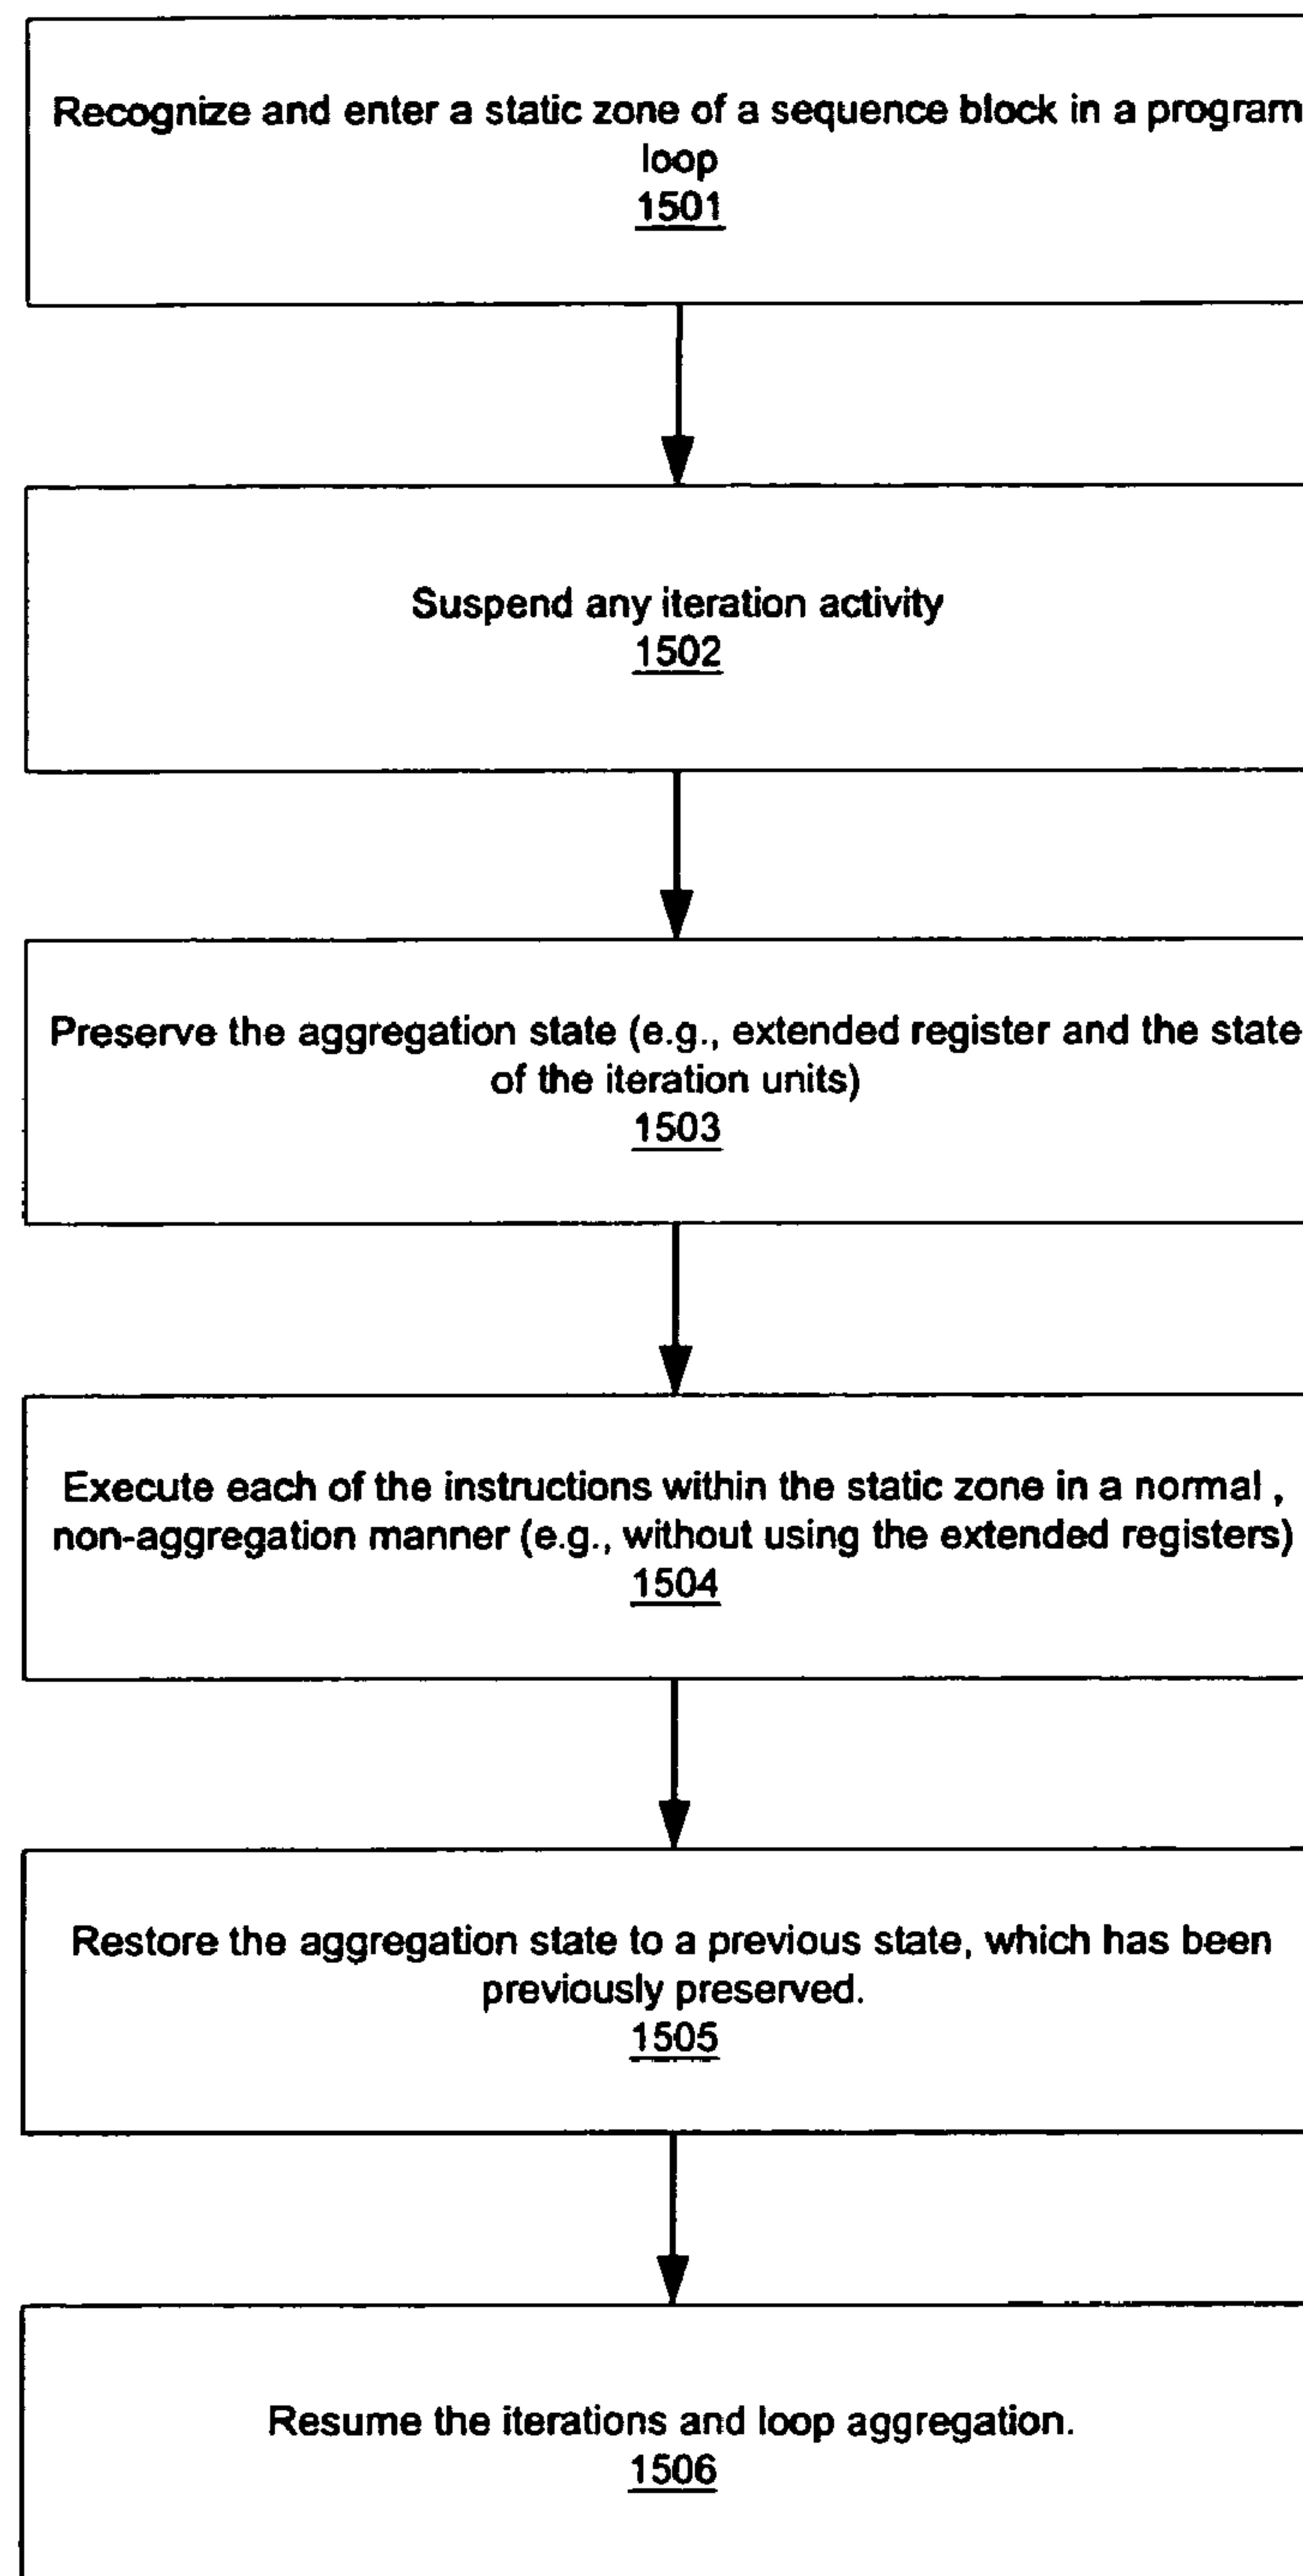 Recognize and enter a static zone of a sequence block in a program
loop
1501
Suspend any iteration activity
1502
Preserve the aggregation state (e.g., extended register and the state
of the iteration units)
1503
Execute each of the instructions within the static zone in a normal ,
non-aggregation manner (e.g., without using the extended registers)
1504
Restore the aggregation state to a previous state, which has been
previously preserved.
1505
Resume the iterations and loop aggregation.
1506